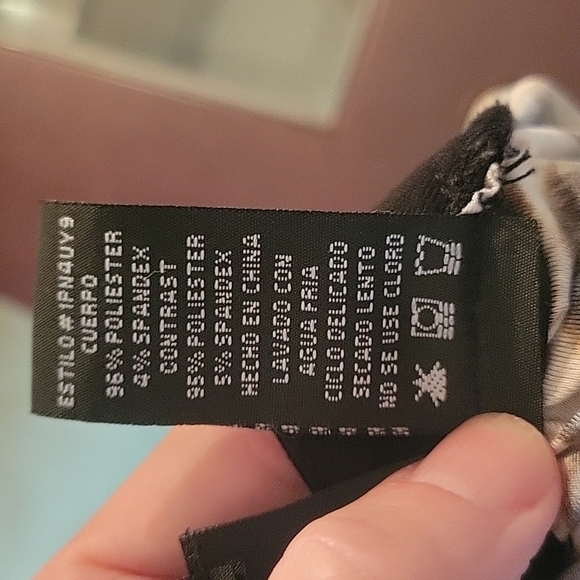 ESTILO# IPN4UY9
CUERPO
96% POLIESTER
4% SPANDEX
CONTRAST
95% POLIESTER
5% SPANDEX
HECHO EN CHINA
LAVADO CON
AGUA FRIA
CICLO DELICADO
SECADO LENTO
NO SE USE CLORO